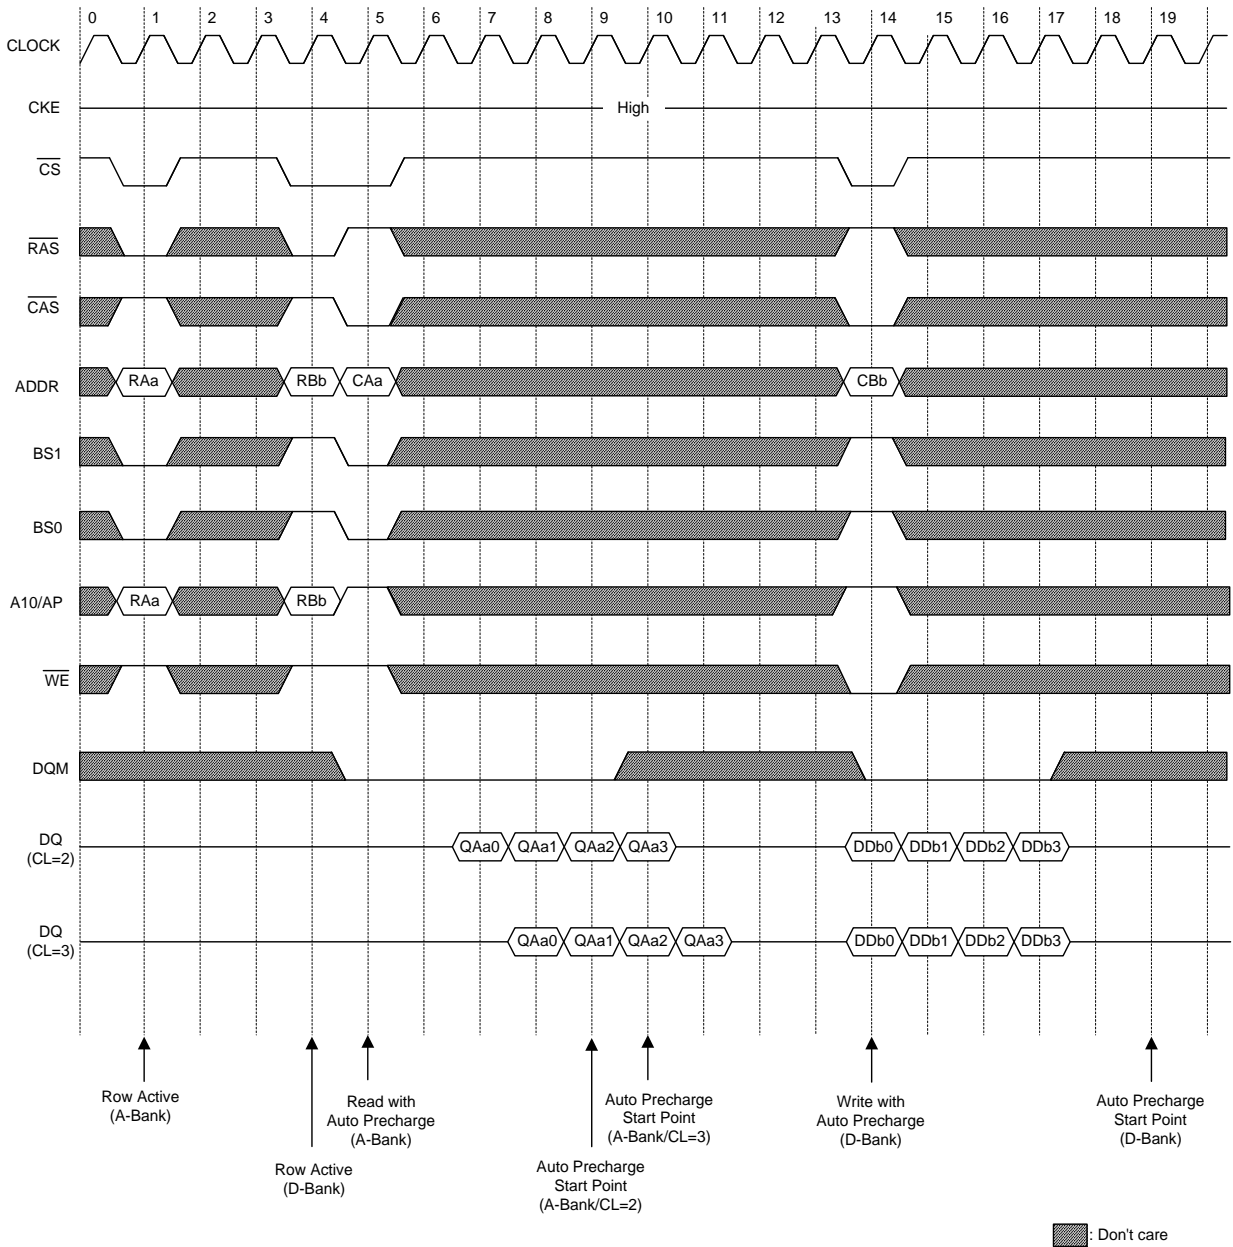 0 1 2 3 4 5 6 7 8 9 10 11 12 13 14 15 16 17 18 19
CLOCK
CKE High
CS
RAS
CAS
ADDR RAa RBb CAa CBb
BS1
BS0
A10/AP RAa RBb
WE
DQM
DQ
(CL=2)
QAa0 QAa1 QAa2 QAa3 DDb0 DDb1 DDb2 DDb3
DQ
(CL=3)
QAa0 QAa1 QAa2 QAa3 DDb0 DDb1 DDb2 DDb3
Row Active
(A-Bank)
Row Active
(D-Bank)
Read with
Auto Precharge
(A-Bank)
Auto Precharge
Start Point
(A-Bank/CL=2)
Auto Precharge
Start Point
(A-Bank/CL=3)
Write with
Auto Precharge
(D-Bank)
Auto Precharge
Start Point
(D-Bank)
: Don't care